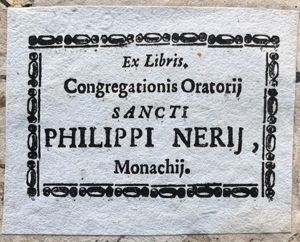 Ex Libris.
Congregationis Oratorij
SANCTI
PHILIPPI NERIJ,
Monachij.